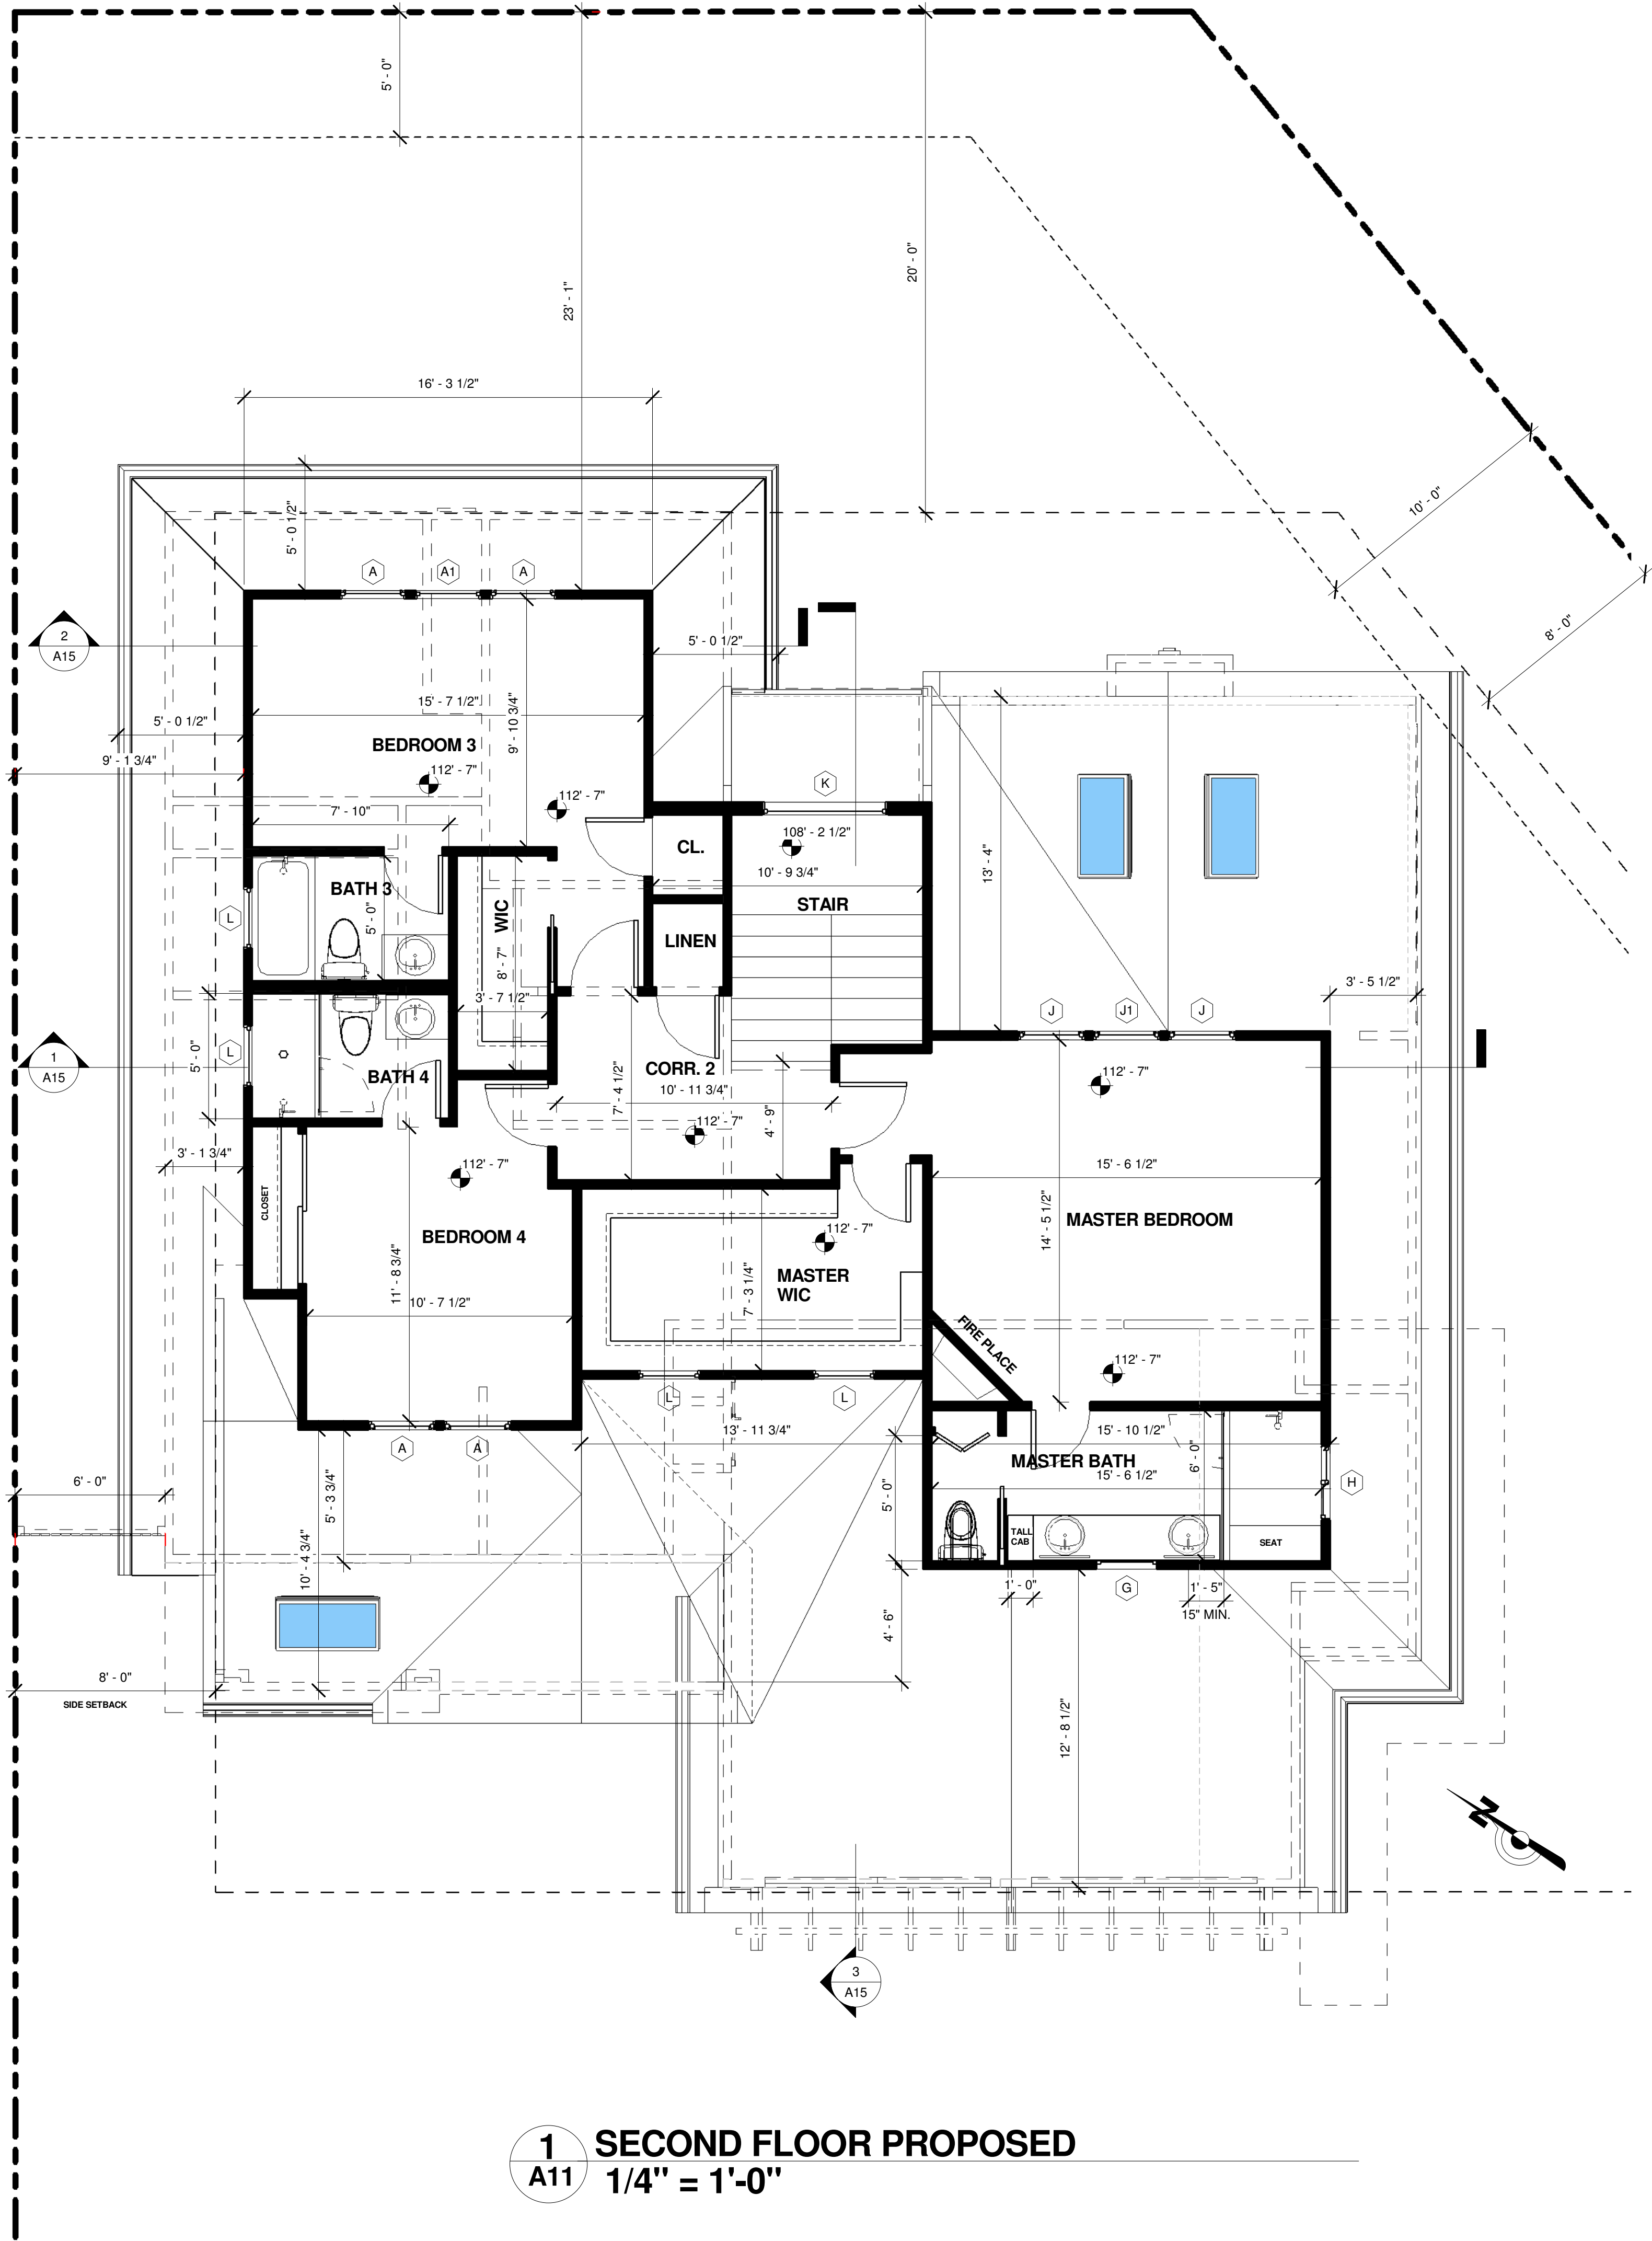 5' - 0"
23' - 1"
20' - 0"
16' - 3 1/2"
10' - 0"
8' - 0"
5' - 0 1/2"
A
A1
A
2
A15
5' - 0 1/2"
15' - 7 1/2"
9' - 10 3/4"
5' - 0 1/2"
BEDROOM 3
9' - 1 3/4"
112' - 7"
112' - 7"
K
7' - 10"
108' - 2 1/2"
13' - 4"
CL.
10' - 9 3/4"
BATH 3
STAIR
L
5' - 0"
WIC
LINEN
8' - 7"
3' - 7 1/2"
3' - 5 1/2"
J
J1
J
1
A15
L
5' - 0"
BATH 4
CORR. 2
10' - 11 3/4"
7' - 4 1/2"
4' - 9"
112' - 7"
112' - 7"
3' - 1 3/4"
112' - 7"
15' - 6 1/2"
CLOSET
BEDROOM 4
14' - 5 1/2"
MASTER BEDROOM
112' - 7"
11' - 8 3/4"
10' - 7 1/2"
7' - 3 1/4"
MASTER
WIC
FIRE PLACE
112' - 7"
L
L
A
A
13' - 11 3/4"
15' - 10 1/2"
MASTER BATH
15' - 6 1/2"
6' - 0"
H
6' - 0"
5' - 3 3/4"
5' - 0"
TALL
CAB
SEAT
10' - 4 3/4"
1' - 0"
G
1' - 5"
15" MIN.
4' - 6"
8' - 0"
SIDE SETBACK
12' - 8 1/2"
N
3
A15
1
A11
SECOND FLOOR PROPOSED
1/4" = 1'-0"